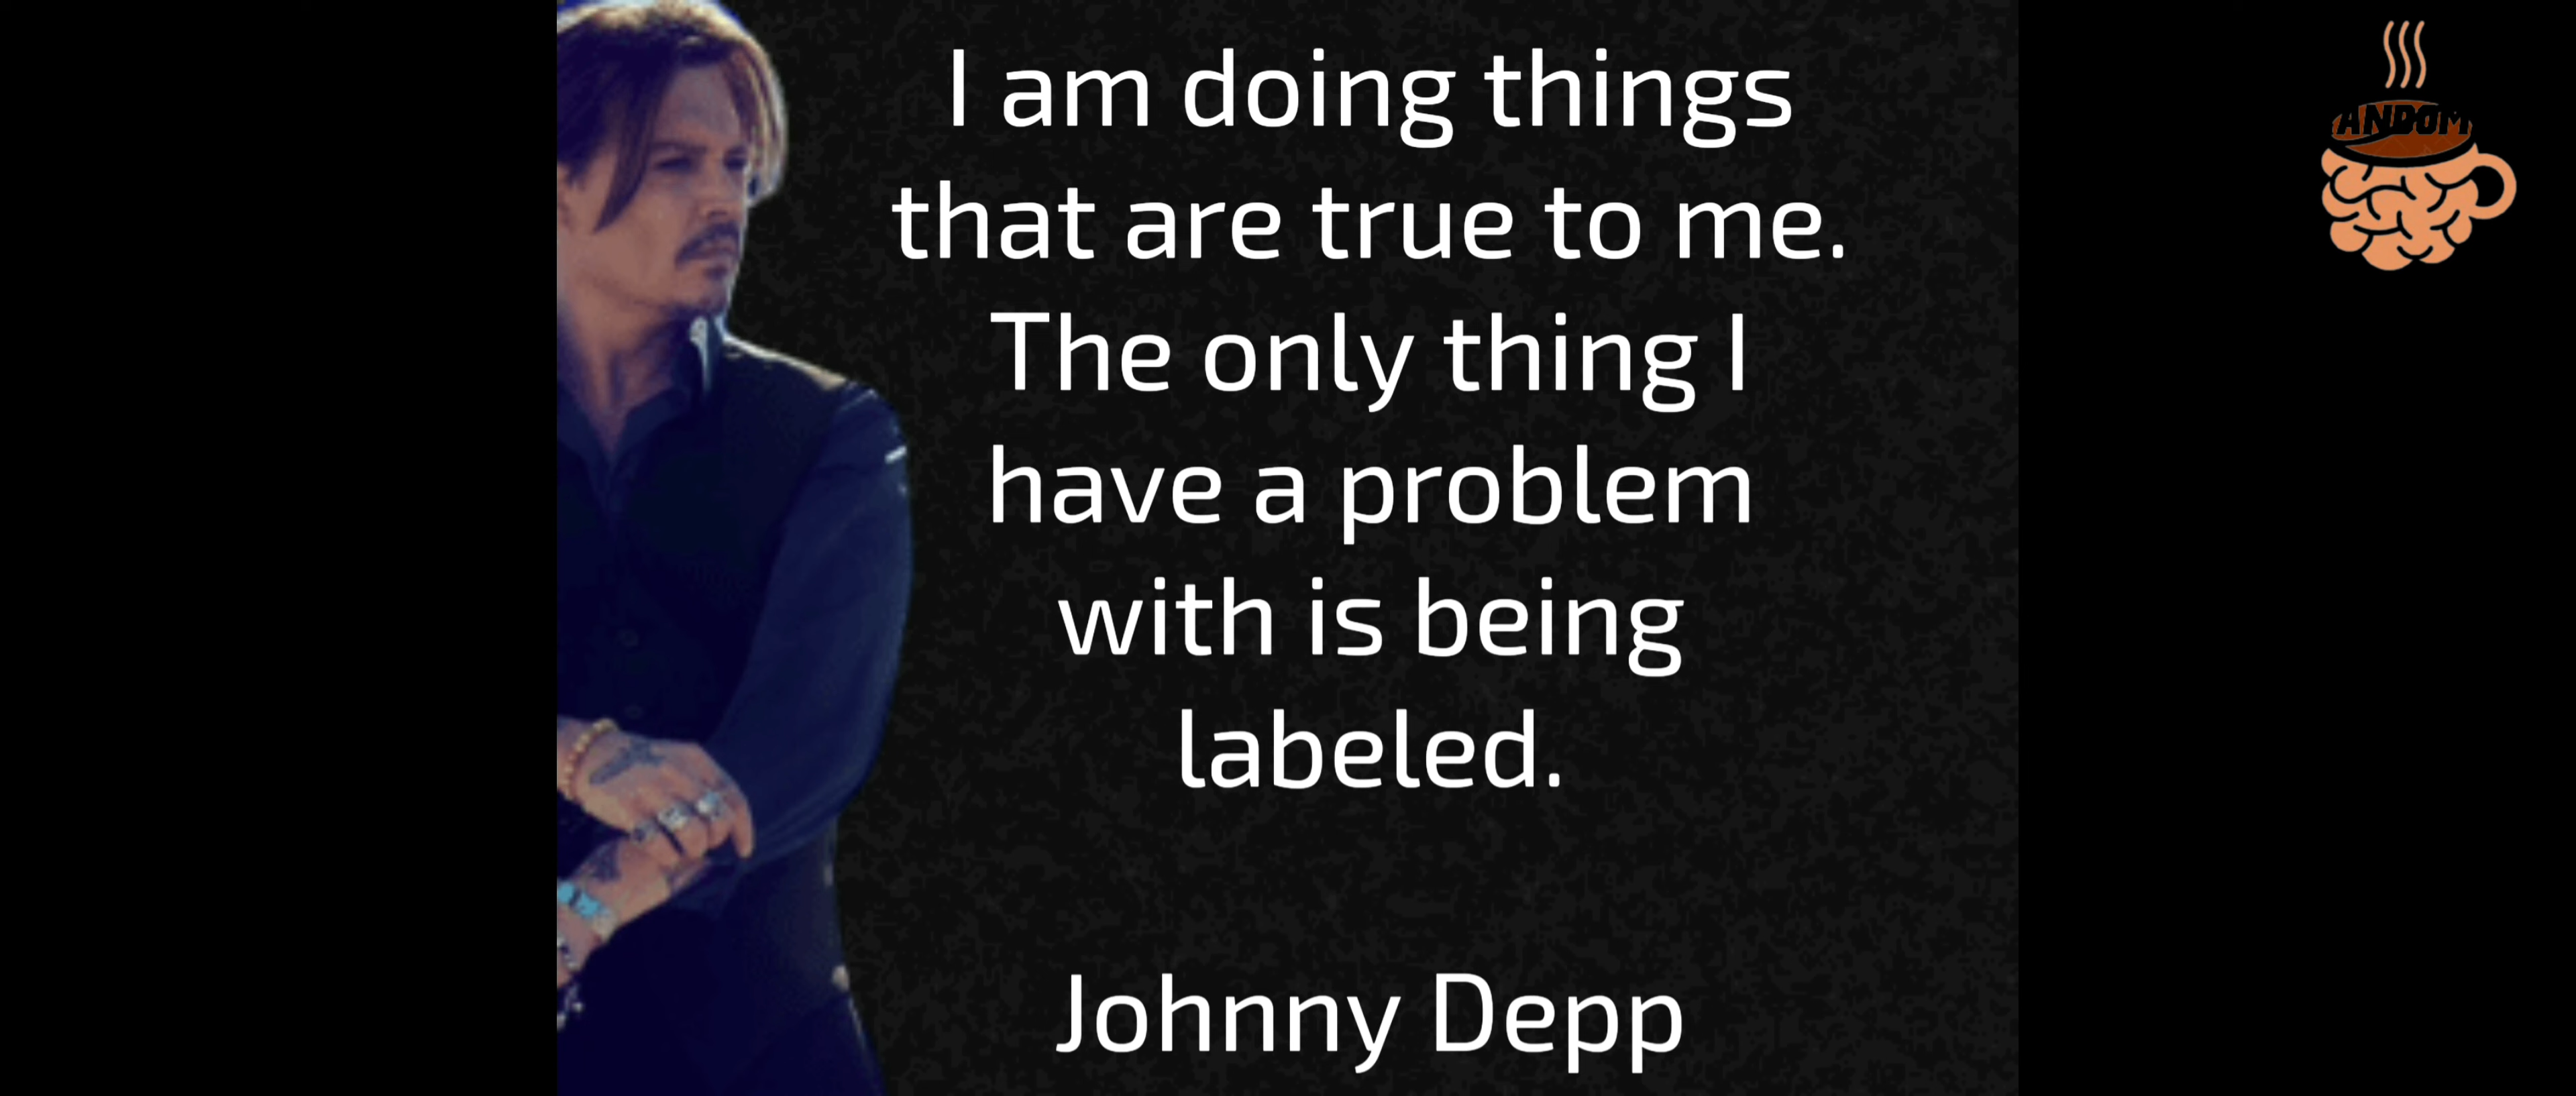 I am doing things
that are true to me.
The only thing I
have a problem
with is being
labeled.
Johnny Depp
ANDOM